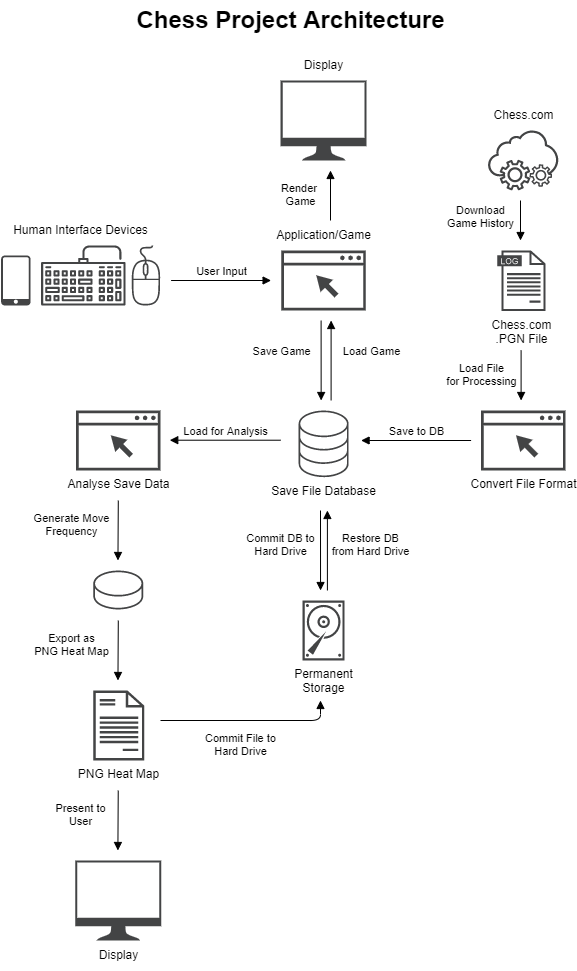 Chess Project Architecture
Display
Chess.com
Render
Game
Download
Game History
Human Interface Devices
Application/Game
User Input
LOG
Chess.com
.PGN File
Save Game
Load Game
Load File
for Processing
Load for Analysis
Save to DB
Analyse Save Data
Save File Database
Convert File Format
Generate Move
Frequency
Commit DB to
Hard Drive
Restore DB
from Hard Drive
Export as
PNG Heat Map
Permanent
Storage
Commit File to
Hard Drive
PNG Heat Map
Present to
User
Display